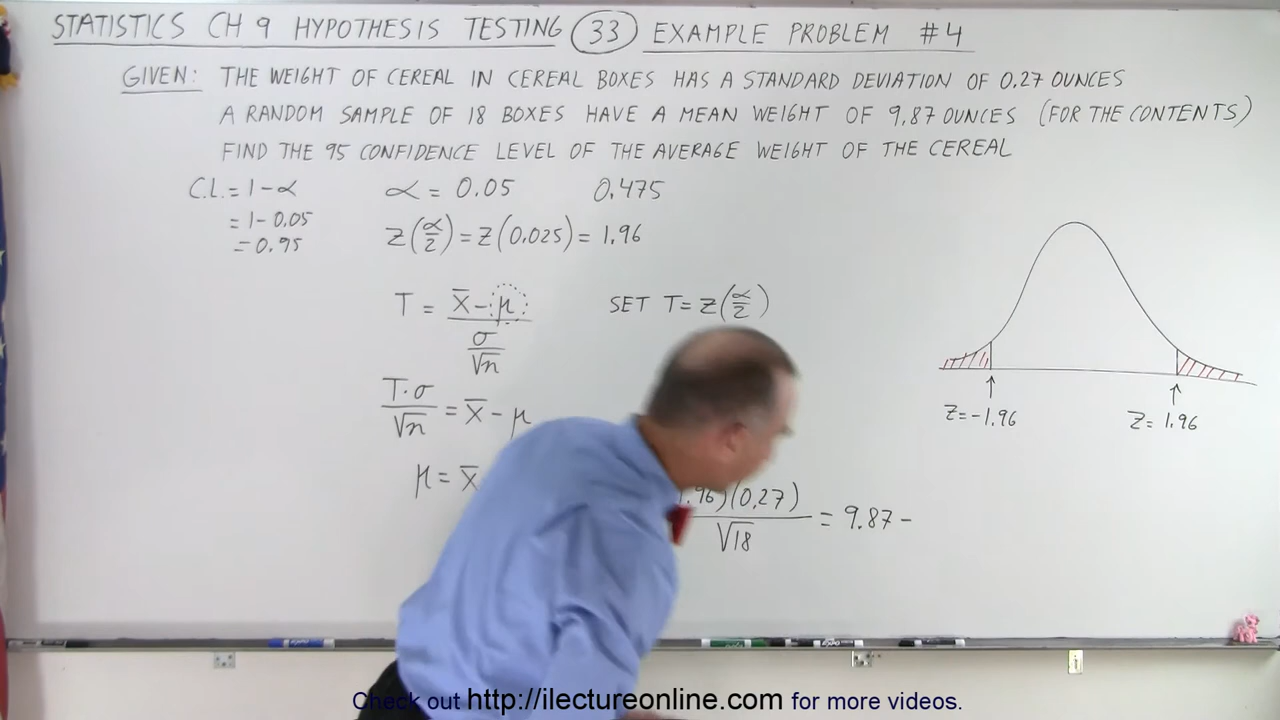 STATISTICS CH 9 HYPOTHESIS TESTING (33) EXAMPLE PROBLEM #4
GIVEN: THE WEIGHT OF CEREAL IN CEREAL BOXES HAS A STANDARD DEVIATION OF 0.27 OUNCES
A RANDOM SAMPLE OF 18 BOXES HAVE A MEAN WEIGHT OF 9.87 OUNCES (FOR THE CONTENTS)
FIND THE 95 CONFIDENCE LEVEL OF THE AVERAGE WEIGHT OF THE CEREAL
C.L. = 1-α
= 1-0.05
= 0.95
α = 0.05 0.475
Z(α/2) = Z(0.025) = 1.96
T = (x̄ - μ) / (σ/√n) SET T = Z(α/2)
T·σ/√n = x̄ - μ
μ = x̄
.96)(0.27) / √18 = 9.87 -
Z = -1.96 Z = 1.96
Check out http://ilectureonline.com for more videos.